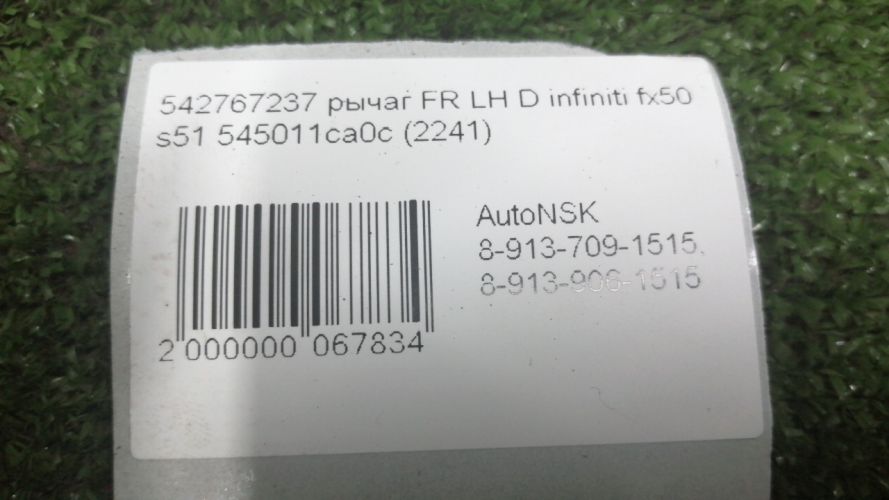 542767237 рычаг FR LH D infiniti fx50
s51 545011ca0c (2241)
AutoNSK
8-913-709-1515,
8-913-906-1515
2 000000 067834